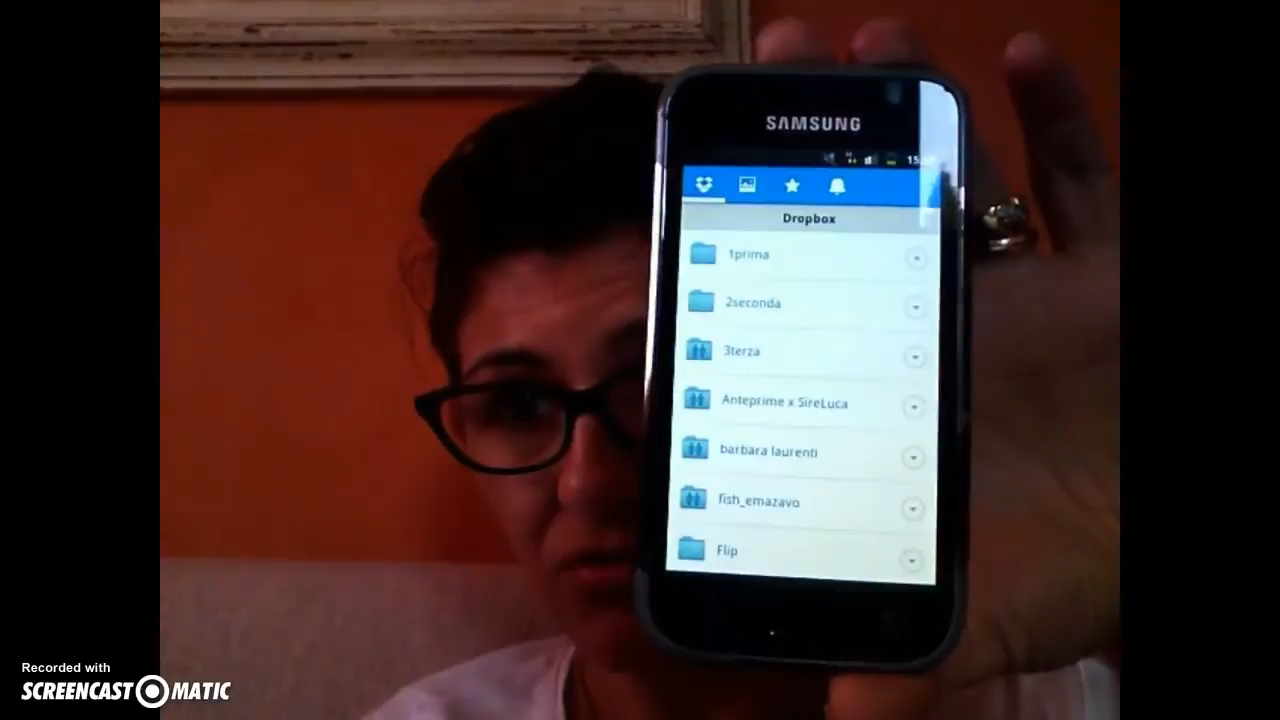 SAMSUNG
Dropbox
1prima
2seconda
3terza
Anteprime x SireLuca
barbara laurenti
fish_emazavo
Flip
Recorded with
SCREENCAST-O-MATIC